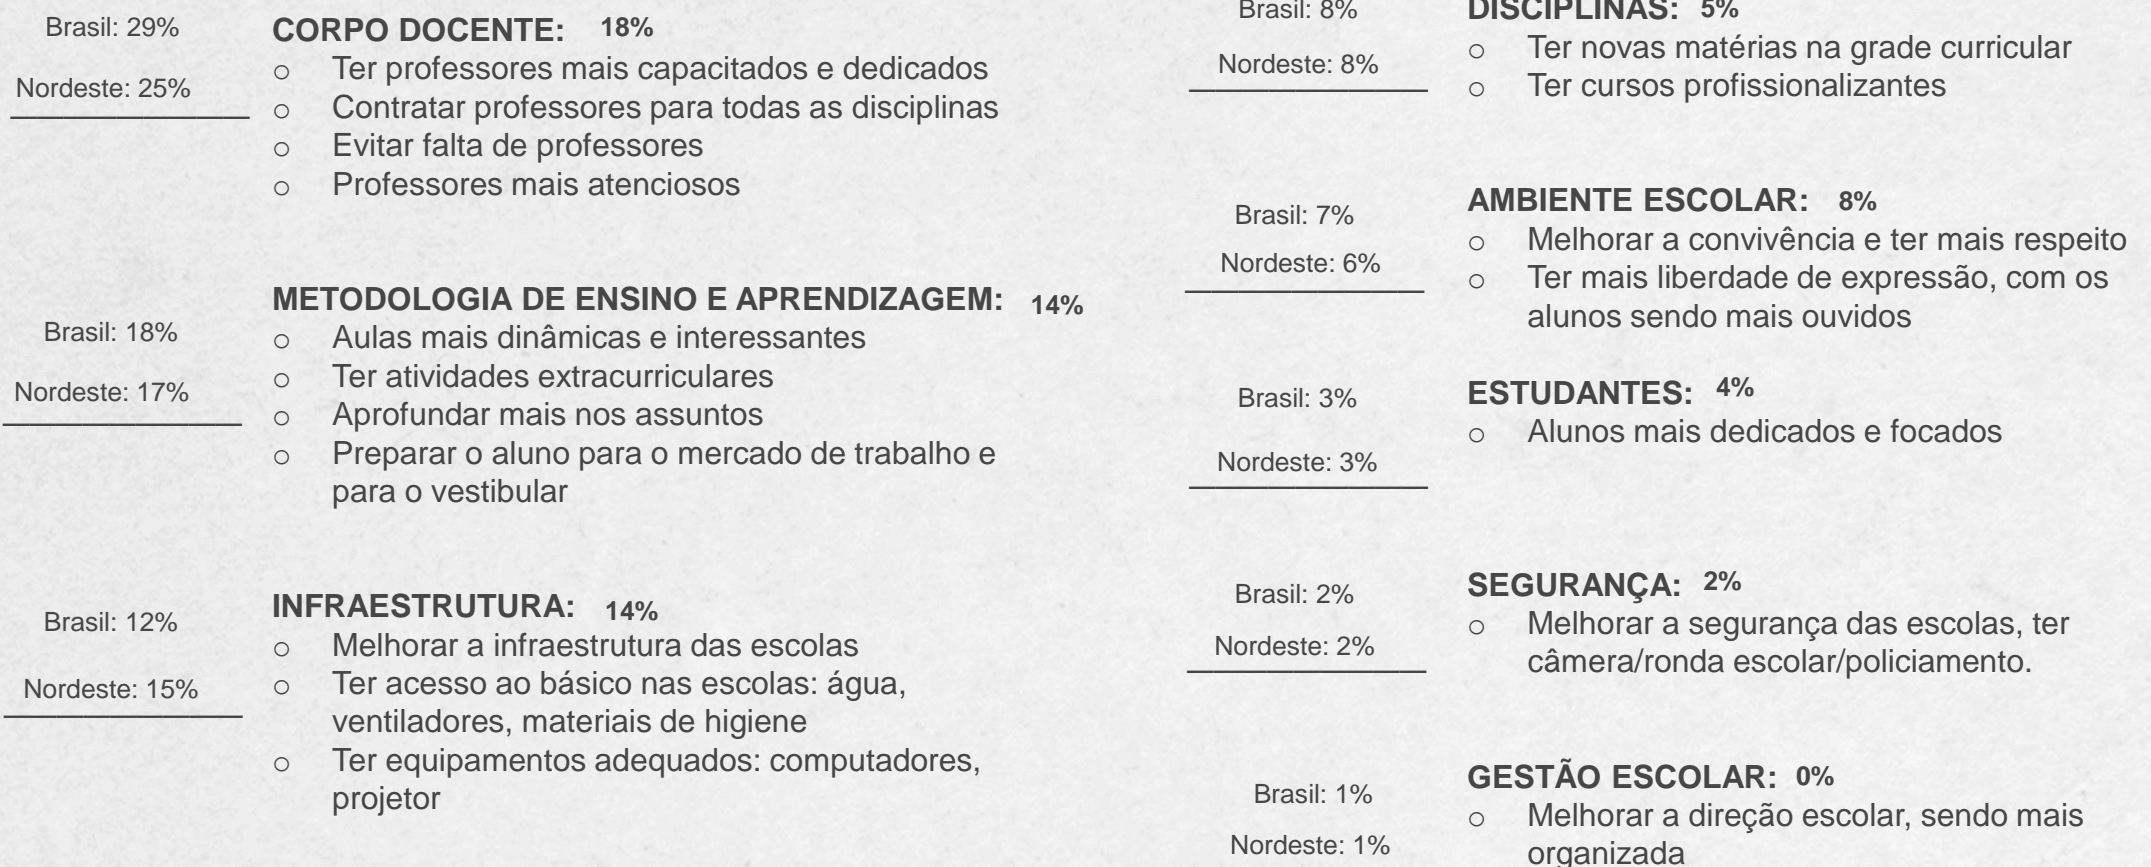 Brasil: 29%
Nordeste: 25%
CORPO DOCENTE: 18%
o Ter professores mais capacitados e dedicados
o Contratar professores para todas as disciplinas
o Evitar falta de professores
o Professores mais atenciosos
Brasil: 18%
Nordeste: 17%
METODOLOGIA DE ENSINO E APRENDIZAGEM: 14%
o Aulas mais dinâmicas e interessantes
o Ter atividades extracurriculares
o Aprofundar mais nos assuntos
o Preparar o aluno para o mercado de trabalho e
para o vestibular
Brasil: 12%
Nordeste: 15%
INFRAESTRUTURA: 14%
o Melhorar a infraestrutura das escolas
o Ter acesso ao básico nas escolas: água,
ventiladores, materiais de higiene
o Ter equipamentos adequados: computadores,
projetor
Brasil: 8%
Nordeste: 8%
DISCIPLINAS: 5%
o Ter novas matérias na grade curricular
o Ter cursos profissionalizantes
Brasil: 7%
Nordeste: 6%
AMBIENTE ESCOLAR: 8%
o Melhorar a convivência e ter mais respeito
o Ter mais liberdade de expressão, com os
alunos sendo mais ouvidos
Brasil: 3%
Nordeste: 3%
ESTUDANTES: 4%
o Alunos mais dedicados e focados
Brasil: 2%
Nordeste: 2%
SEGURANÇA: 2%
o Melhorar a segurança das escolas, ter
câmera/ronda escolar/policiamento.
Brasil: 1%
Nordeste: 1%
GESTÃO ESCOLAR: 0%
o Melhorar a direção escolar, sendo mais
organizada